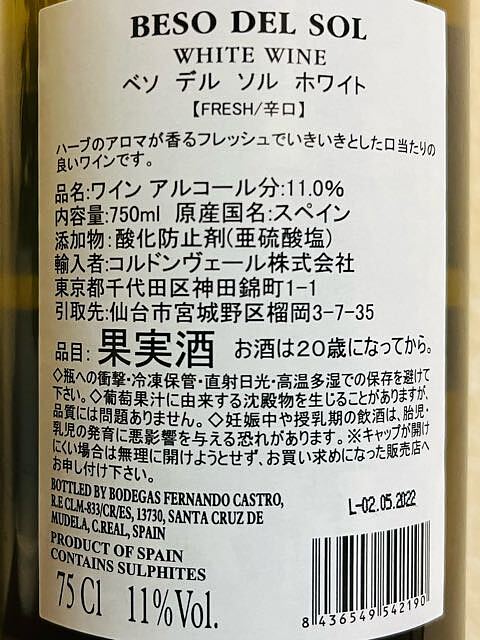 BESO DEL SOL
WHITE WINE
ベソ デル ソル ホワイト
【FRESH/辛口】
ハーブのアロマが香るフレッシュでいきいきとした口当たりの
良いワインです。
品名:ワイン アルコール分:11.0%
内容量:750ml 原産国名:スペイン
添加物:酸化防止剤(亜硫酸塩)
輸入者:コルドンヴェール株式会社
東京都千代田区神田錦町1-1
引取先:仙台市宮城野区榴岡3-7-35
品目:果実酒 お酒は20歳になってから。
◇瓶への衝撃・冷凍保管・直射日光・高温多湿での保存を避けて
下さい。◇葡萄果汁に由来する沈殿物を生じることがありますが、
品質には問題ありません。◇妊娠中や授乳期の飲酒は、胎児・
乳児の発育に悪影響を与える恐れがあります。※キャップが開け
にくい場合は無理に開けようとせず、お買い求めになった販売店へ
お申し付け下さい。
BOTTLED BY BODEGAS FERNANDO CASTRO,
R.E CLM-833/CR/ES, 13730, SANTA CRUZ DE
MUDELA, C.REAL, SPAIN
L-02.05.2022
PRODUCT OF SPAIN
CONTAINS SULPHITES
75 Cl 11%Vol.
8 436549 542190